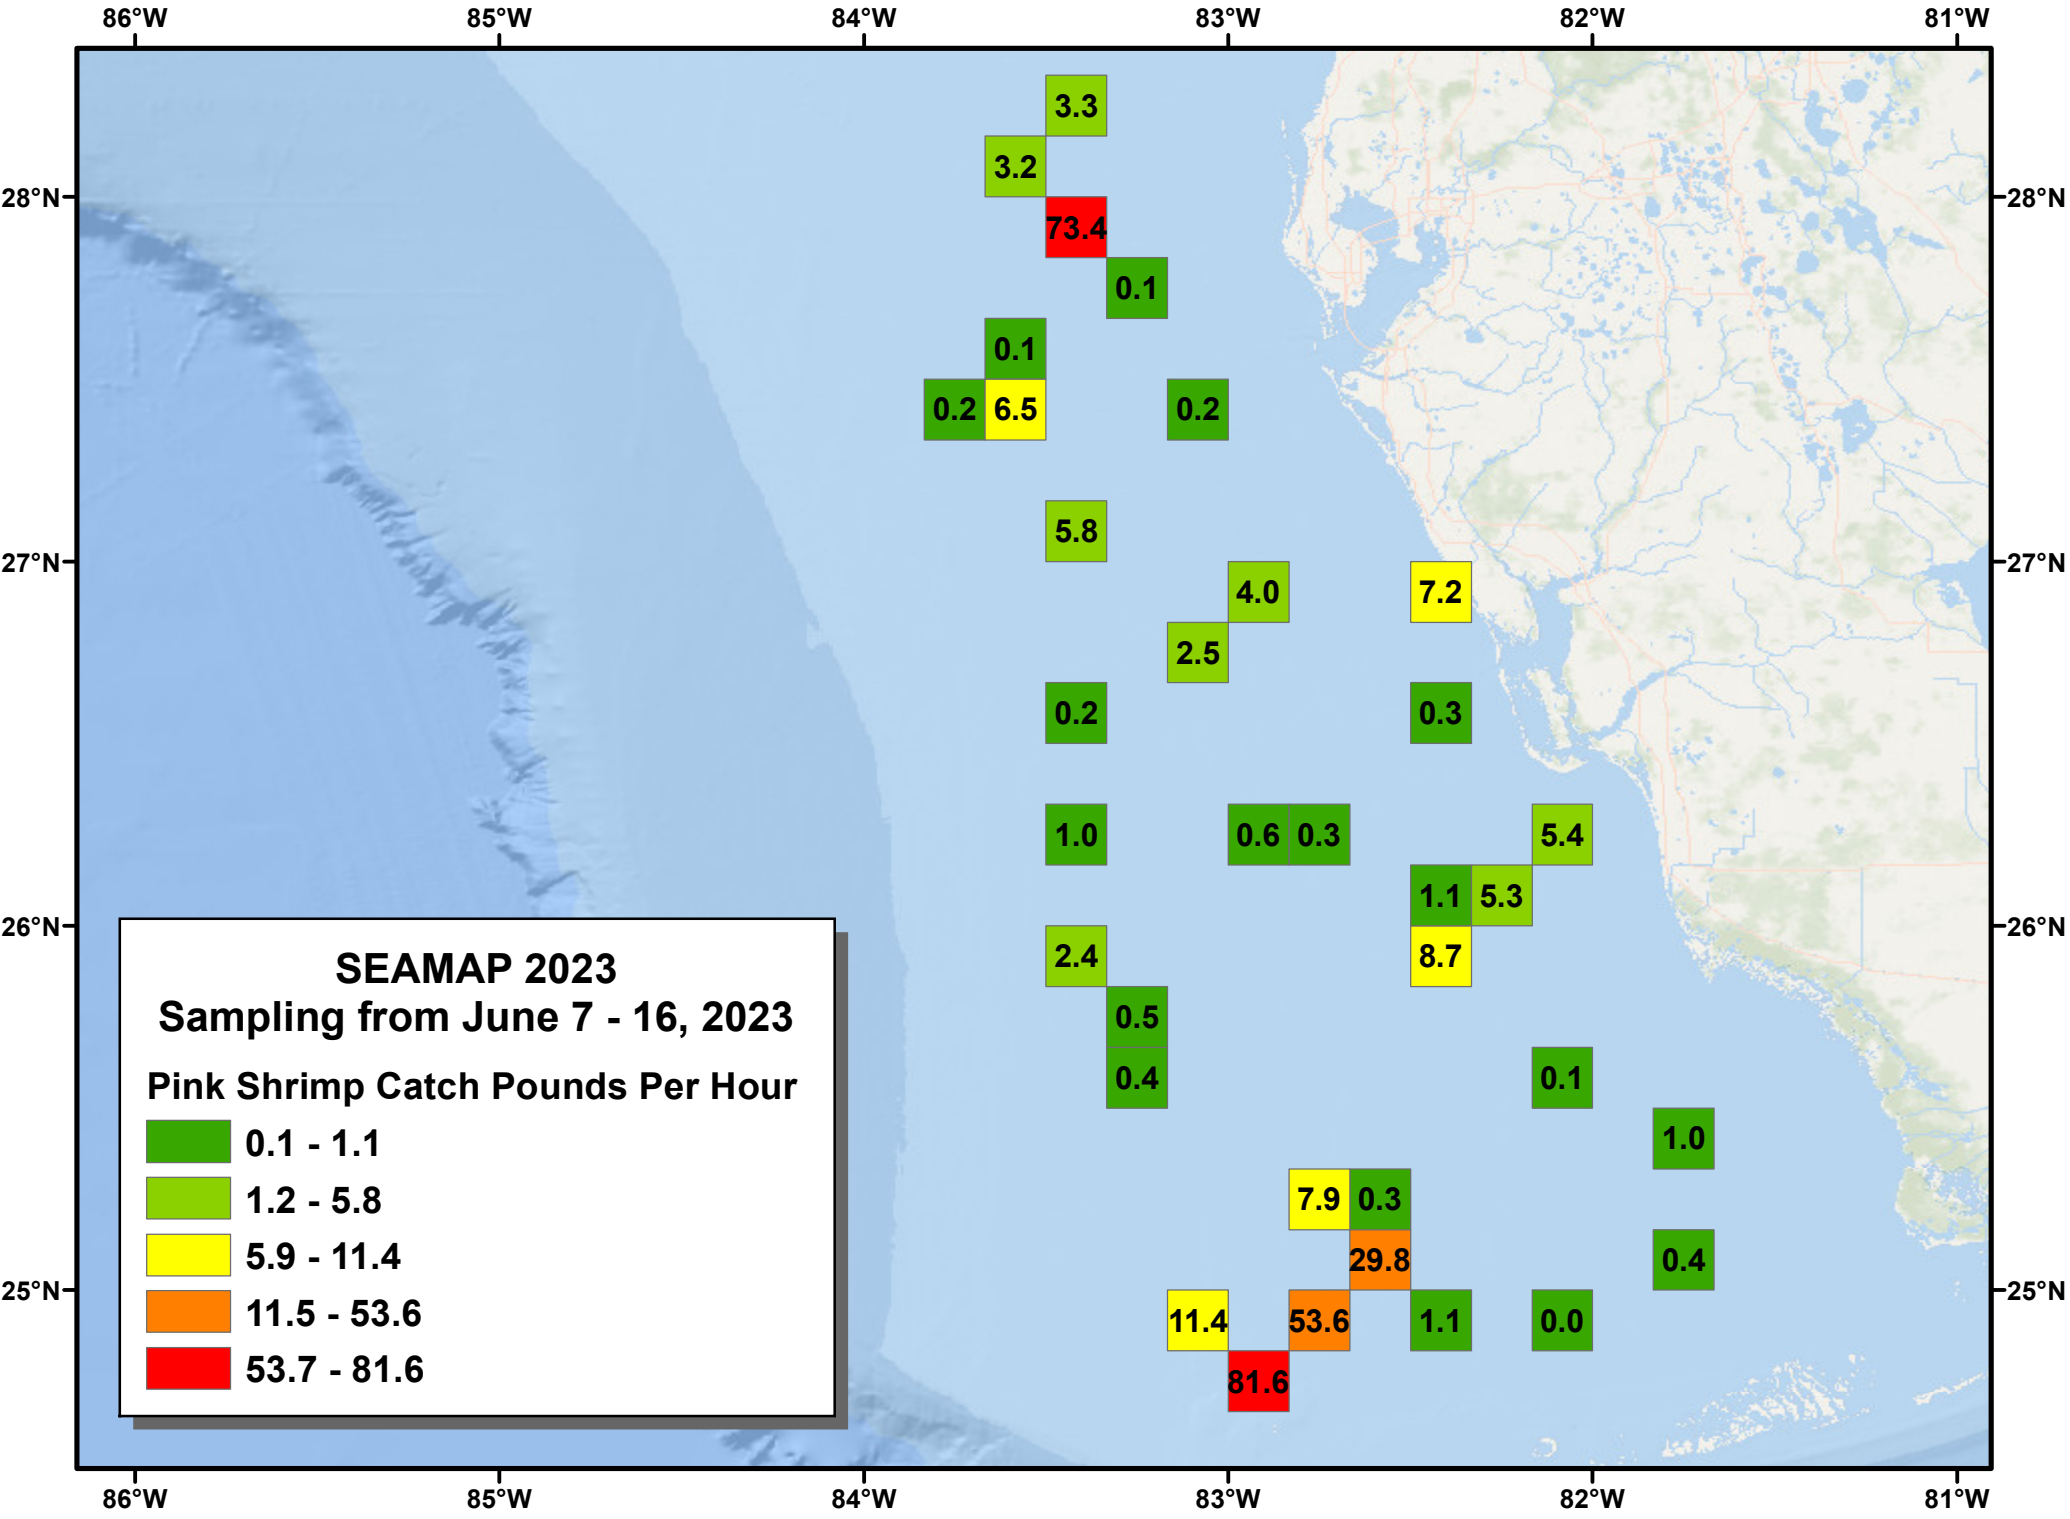 86°W 85°W 84°W 83°W 82°W 81°W
3.3
3.2
28°N 28°N
73.4
0.1
0.1
0.2 6.5 0.2
5.8
27°N 27°N
4.0 7.2
2.5
0.2 0.3
1.0 0.6 0.3 5.4
1.1 5.3
26°N 26°N
2.4 8.7
0.5
0.4 0.1
1.0
7.9 0.3
29.8 0.4
25°N 25°N
11.4 53.6 1.1 0.0
81.6
SEAMAP 2023
Sampling from June 7 - 16, 2023
Pink Shrimp Catch Pounds Per Hour
0.1 - 1.1
1.2 - 5.8
5.9 - 11.4
11.5 - 53.6
53.7 - 81.6
86°W 85°W 84°W 83°W 82°W 81°W